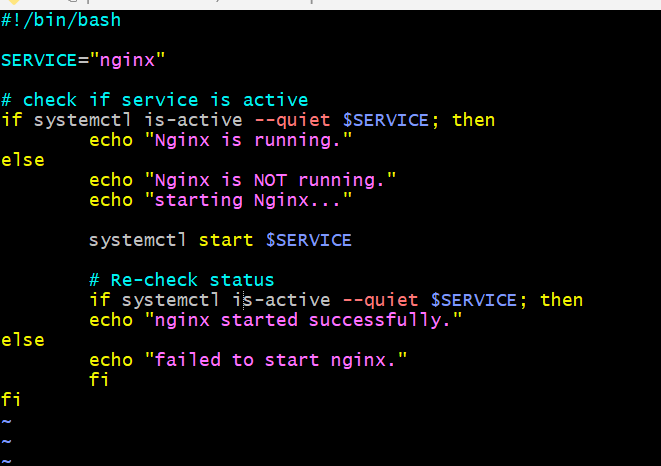 #!/bin/bash

SERVICE="nginx"

# check if service is active
if systemctl is-active --quiet $SERVICE; then
        echo "Nginx is running."
else
        echo "Nginx is NOT running."
        echo "starting Nginx..."

        systemctl start $SERVICE

        # Re-check status
        if systemctl is-active --quiet $SERVICE; then
        echo "nginx started successfully."
else
        echo "failed to start nginx."
        fi
fi
~
~
~